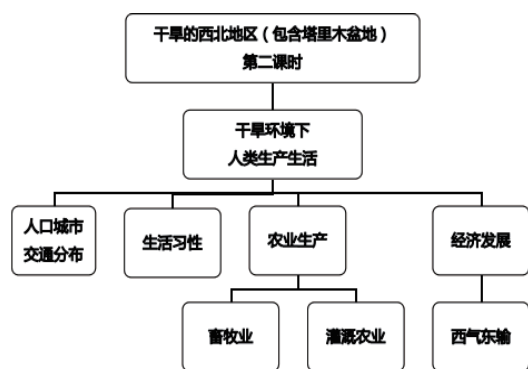 干旱的西北地区（包含塔里木盆地）
第二课时
干旱环境下
人类生产生活
人口城市
交通分布
生活习性
农业生产
经济发展
畜牧业
灌溉农业
西气东输